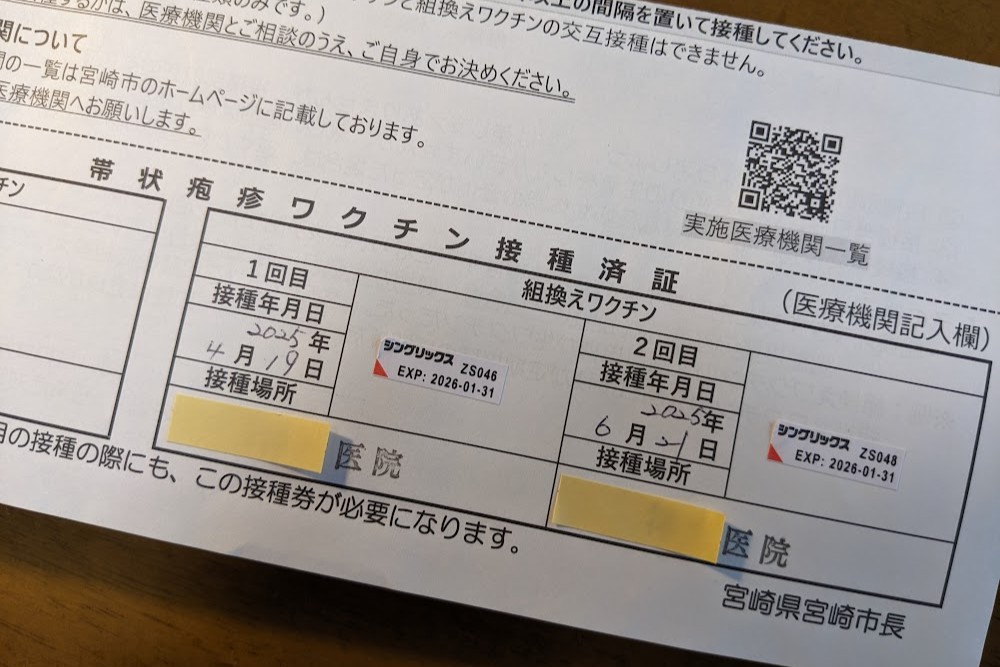 上の間隔を置いて接種してください。
ワクチンと組換えワクチンの交互接種はできません。
するかは、医療機関とご相談のうえ、ご自身でお決めください。
関について
関の一覧は宮崎市のホームページに記載しております。
医療機関へお願いします。
実施医療機関一覧
帯状疱疹ワクチン接種済証
(医療機関記入欄)
チン
組換えワクチン
1回目
接種年月日
2025年
4月19日
接種場所
医院
シングリックス ZS046
EXP: 2026-01-31
2回目
接種年月日
2025年
6月21日
接種場所
医院
シングリックス ZS048
EXP: 2026-01-31
目の接種の際にも、この接種券が必要になります。
宮崎県宮崎市長